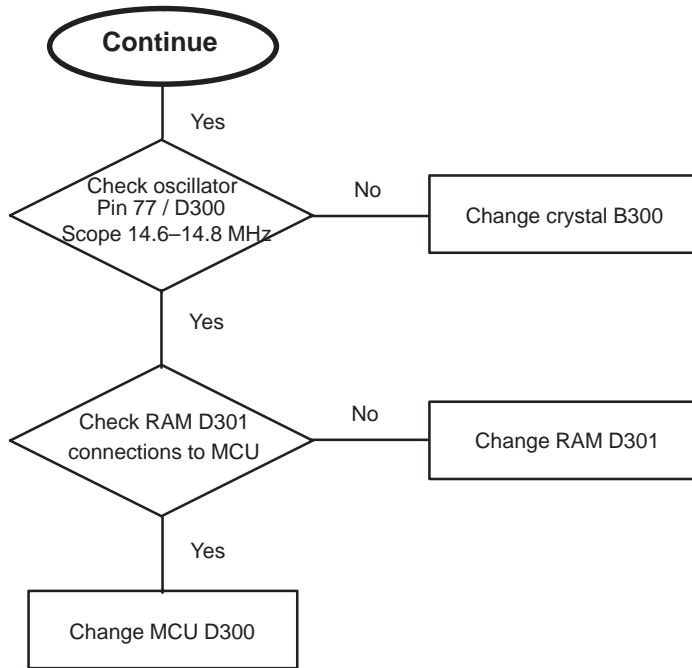 Continue
Yes
Check oscillator
Pin 77 / D300
Scope 14.6–14.8 MHz
No
Change crystal B300
Yes
Check RAM D301
connections to MCU
No
Change RAM D301
Yes
Change MCU D300